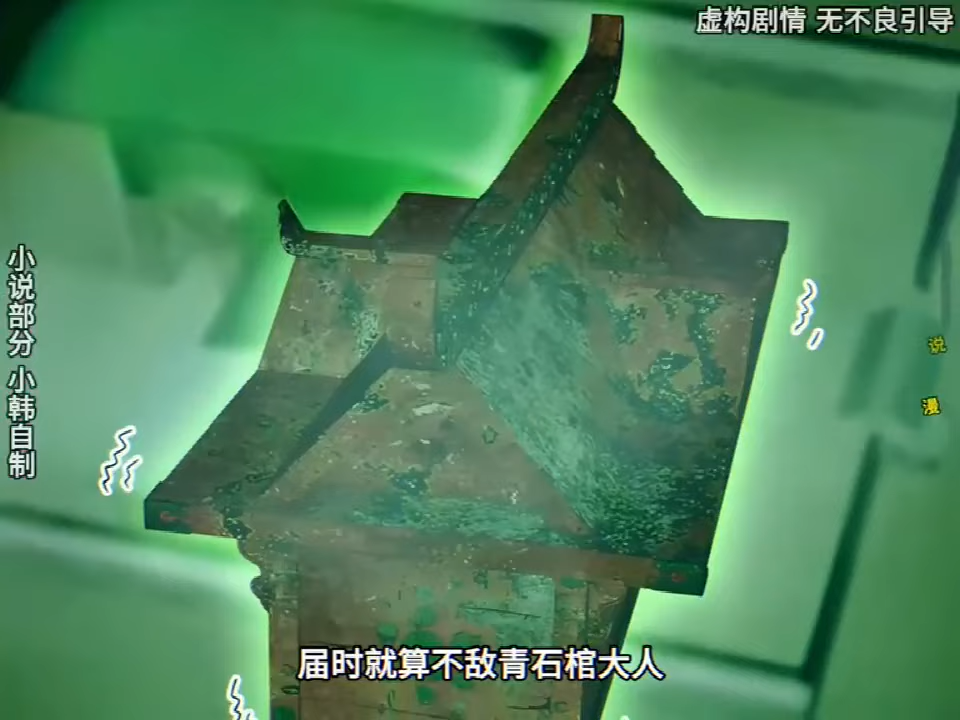 虚构剧情 无不良引导
小说部分 小韩自制
说
漫
届时就算不敌青石棺大人